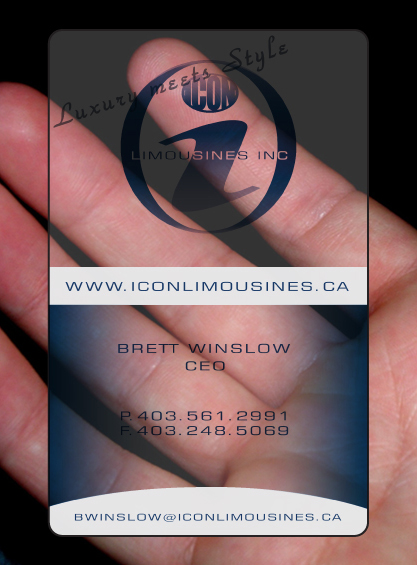 Luxury meets Style
iCON
LIMOUSINES INC
WWW.ICONLIMOUSINES.CA
BRETT WINSLOW
CEO
P.403.561.2991
F.403.248.5069
BWINSLOW@ICONLIMOUSINES.CA